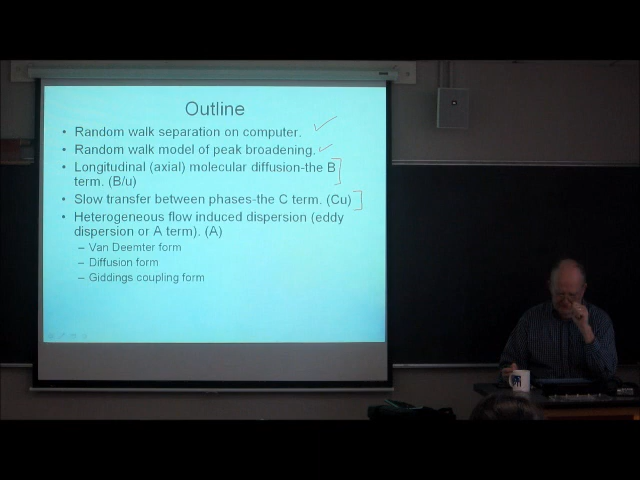 Outline
• Random walk separation on computer.
• Random walk model of peak broadening.
• Longitudinal (axial) molecular diffusion-the B
term. (B/u)
• Slow transfer between phases-the C term. (Cu)
• Heterogeneous flow induced dispersion (eddy
dispersion or A term). (A)
– Van Deemter form
– Diffusion form
– Giddings coupling form